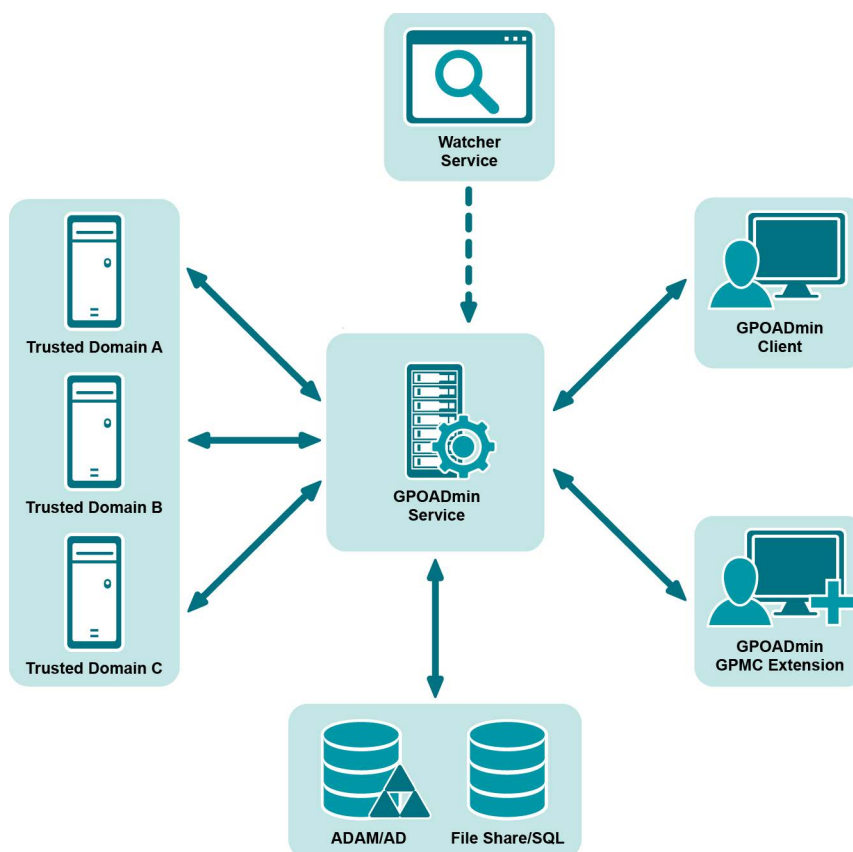 Watcher
Service
Trusted Domain A
GPOADmin
Client
Trusted Domain B
GPOADmin
Service
Trusted Domain C
GPOADmin
GPMC Extension
ADAM/AD
File Share/SQL